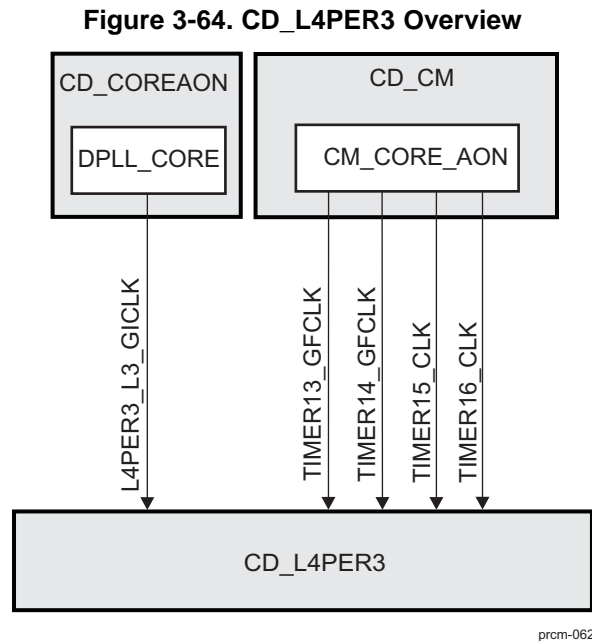 Figure 3-64. CD_L4PER3 Overview
CD_COREAON
CD_CM
DPLL_CORE
CM_CORE_AON
L4PER3_L3_GICLK
TIMER13_GFCLK
TIMER14_GFCLK
TIMER15_CLK
TIMER16_CLK
CD_L4PER3
prcm-062